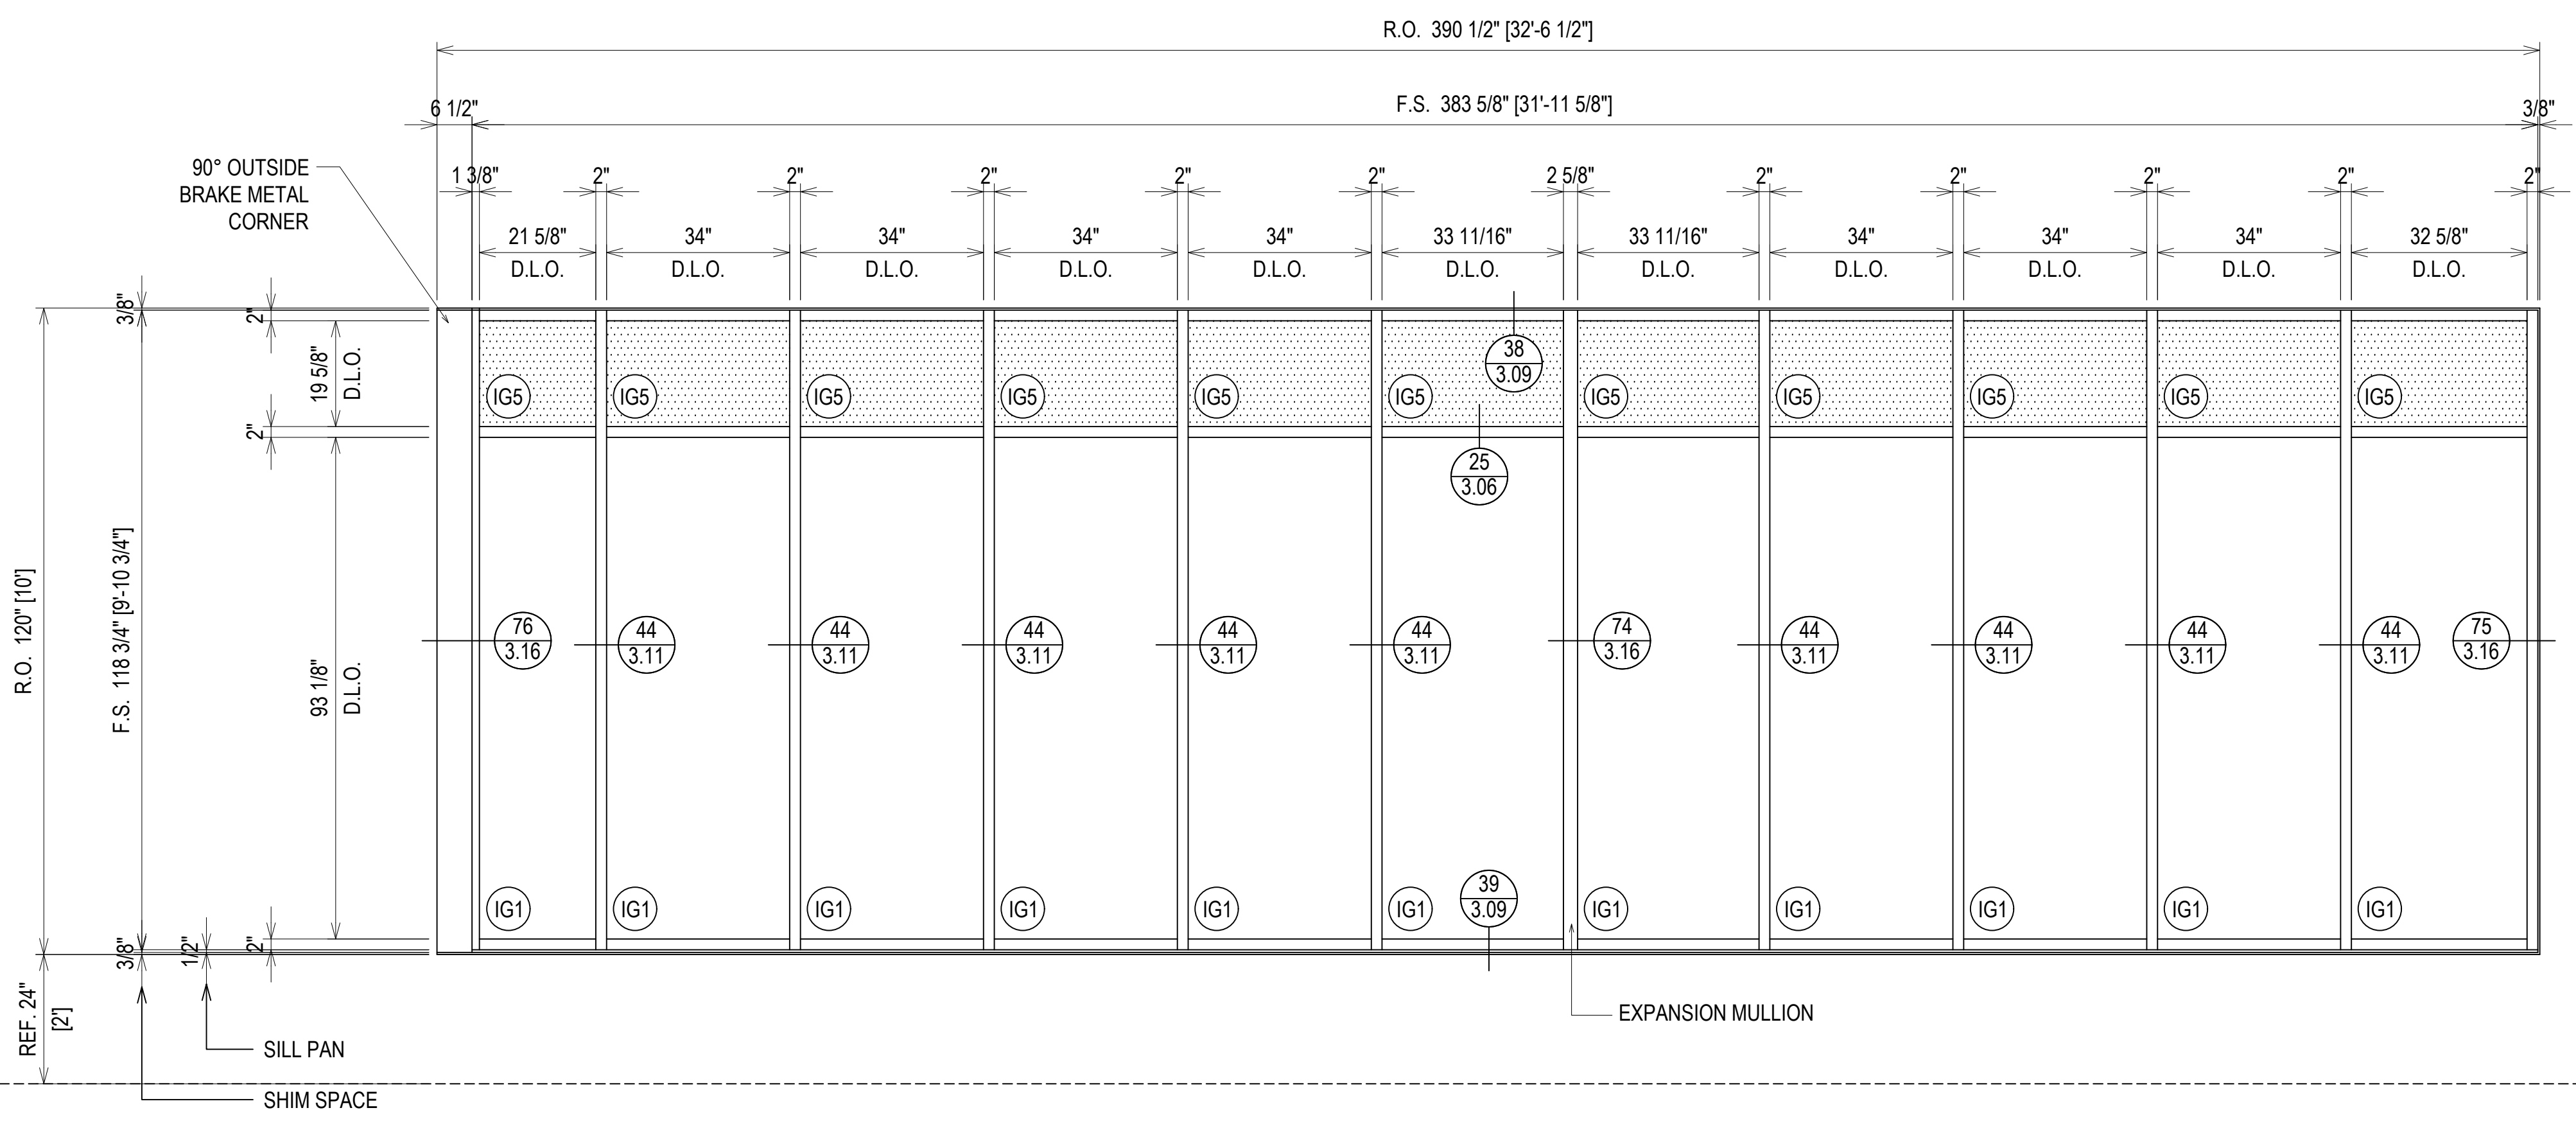 R.O. 390 1/2" [32'-6 1/2"]
F.S. 383 5/8" [31'-11 5/8"]
6 1/2"
3/8"
90° OUTSIDE
BRAKE METAL
CORNER
1 3/8"
2"
2"
2"
2"
2"
2 5/8"
2"
2"
2"
2"
2"
21 5/8"
34"
34"
34"
34"
33 11/16"
33 11/16"
34"
34"
34"
32 5/8"
D.L.O.
D.L.O.
D.L.O.
D.L.O.
D.L.O.
D.L.O.
D.L.O.
D.L.O.
D.L.O.
D.L.O.
D.L.O.
3/8"
2"
19 5/8"
D.L.O.
2"
R.O. 120" [10']
F.S. 118 3/4" [9'-10 3/4"]
93 1/8"
D.L.O.
3/8"
1/2"
2"
REF. 24"
[2']
38
3.09
IG5
IG5
IG5
IG5
IG5
IG5
IG5
IG5
IG5
IG5
IG5
25
3.06
76
3.16
44
3.11
44
3.11
44
3.11
44
3.11
44
3.11
74
3.16
44
3.11
44
3.11
44
3.11
44
3.11
75
3.16
39
3.09
IG1
IG1
IG1
IG1
IG1
IG1
IG1
IG1
IG1
IG1
IG1
EXPANSION MULLION
SILL PAN
SHIM SPACE